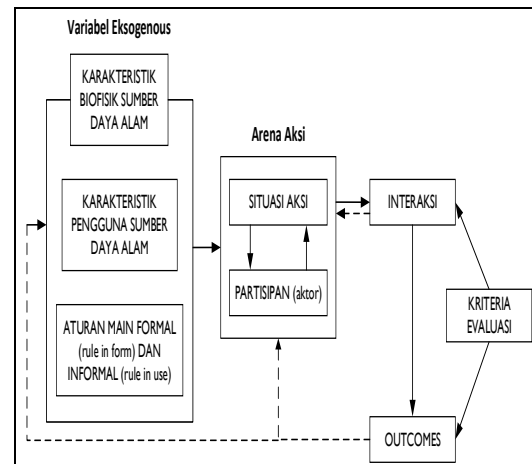 Variabel Eksogenous
KARAKTERISTIK
BIOFISIK SUMBER
DAYA ALAM
KARAKTERISTIK
PENGGUNA SUMBER
DAYA ALAM
ATURAN MAIN FORMAL
(rule in form) DAN
INFORMAL (rule in use)
Arena Aksi
SITUASI AKSI
PARTISIPAN (aktor)
INTERAKSI
KRITERIA
EVALUASI
OUTCOMES